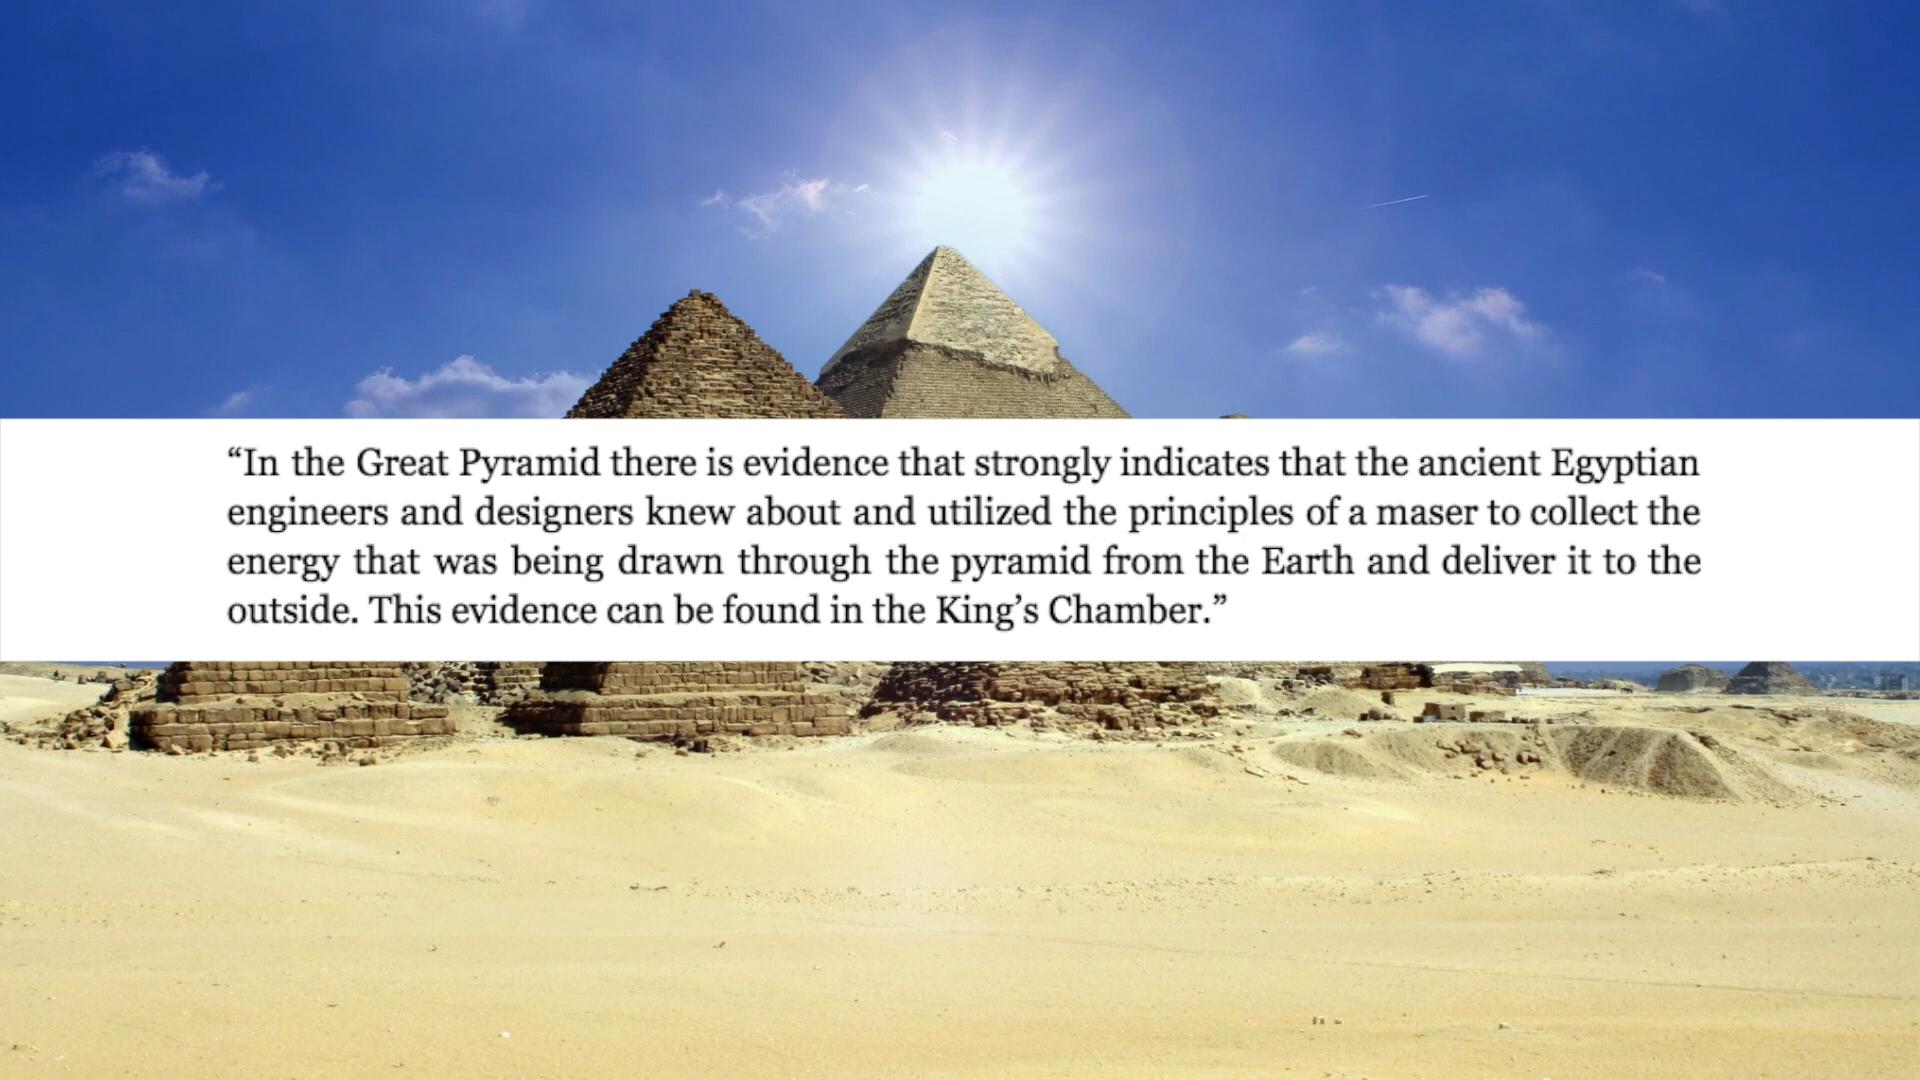 “In the Great Pyramid there is evidence that strongly indicates that the ancient Egyptian
engineers and designers knew about and utilized the principles of a maser to collect the
energy that was being drawn through the pyramid from the Earth and deliver it to the
outside. This evidence can be found in the King’s Chamber.”